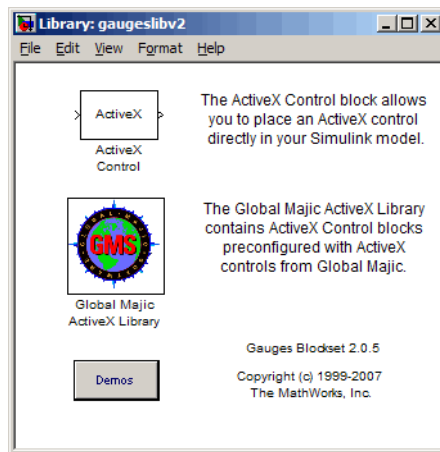 Library: gaugeslibv2
File Edit View Format Help
ActiveX
ActiveX
Control
The ActiveX Control block allows
you to place an ActiveX control
directly in your Simulink model.
GMS
Global Majic
ActiveX Library
The Global Majic ActiveX Library
contains ActiveX Control blocks
preconfigured with ActiveX
controls from Global Majic.
Demos
Gauges Blockset 2.0.5
Copyright (c) 1999-2007
The MathWorks, Inc.